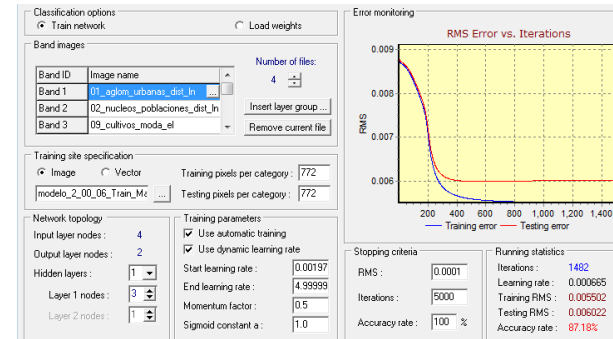 Classification options
Train network
Load weights
Band images
Number of files:
4
Band ID Image name
Band 1 01_aglom_urbanas_dist_ln ...
Band 2 02_nucleos_poblaciones_dist_ln
Band 3 09_cultivos_moda_el
Insert layer group ...
Remove current file
Training site specification
Image
Vector
modelo_2_00_06_Train_Ma ...
Training pixels per category : 772
Testing pixels per category : 772
Network topology
Input layer nodes : 4
Output layer nodes : 2
Hidden layers : 1
Layer 1 nodes : 3
Layer 2 nodes : 1
Training parameters
Use automatic training
Use dynamic learning rate
Start learning rate : 0.00197
End learning rate : 4.99999
Momentum factor : 0.5
Sigmoid constant a : 1.0
Error monitoring
RMS Error vs. Iterations
RMS
0.009
0.008
0.007
0.006
200 400 600 800 1,000 1,200 1,400
Training error Testing error
Stopping criteria
RMS : 0.0001
Iterations : 5000
Accuracy rate : 100 %
Running statistics
Iterations : 1482
Learning rate : 0.000665
Training RMS : 0.005502
Testing RMS : 0.006022
Accuracy rate : 87.18%